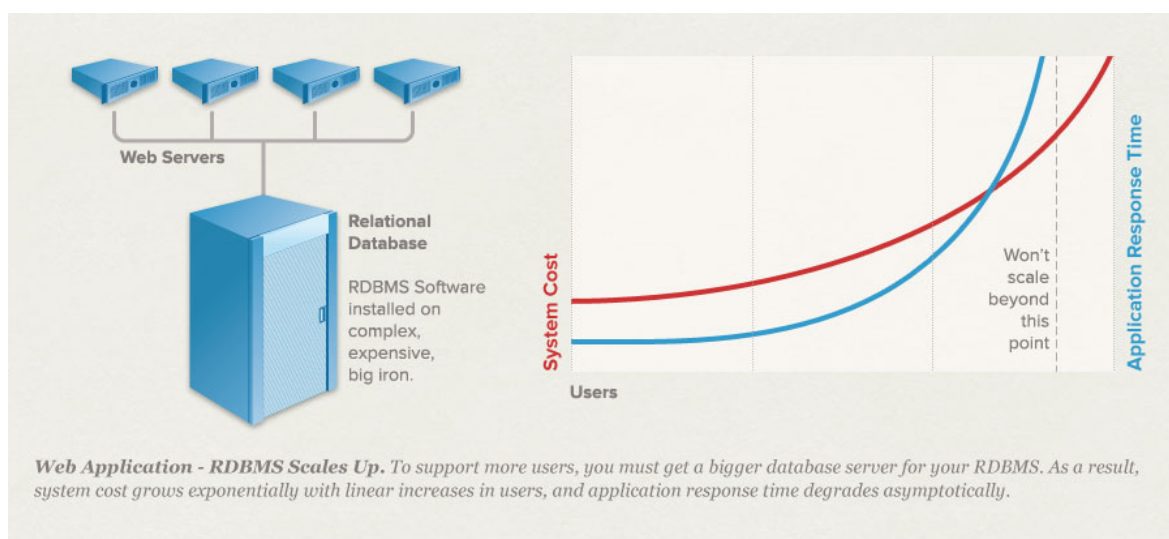 Web Servers
Relational
Database
RDBMS Software
installed on
complex,
expensive,
big iron.
System Cost
Won't
scale
beyond
this
point
Application Response Time
Users
Web Application - RDBMS Scales Up. To support more users, you must get a bigger database server for your RDBMS. As a result,
system cost grows exponentially with linear increases in users, and application response time degrades asymptotically.